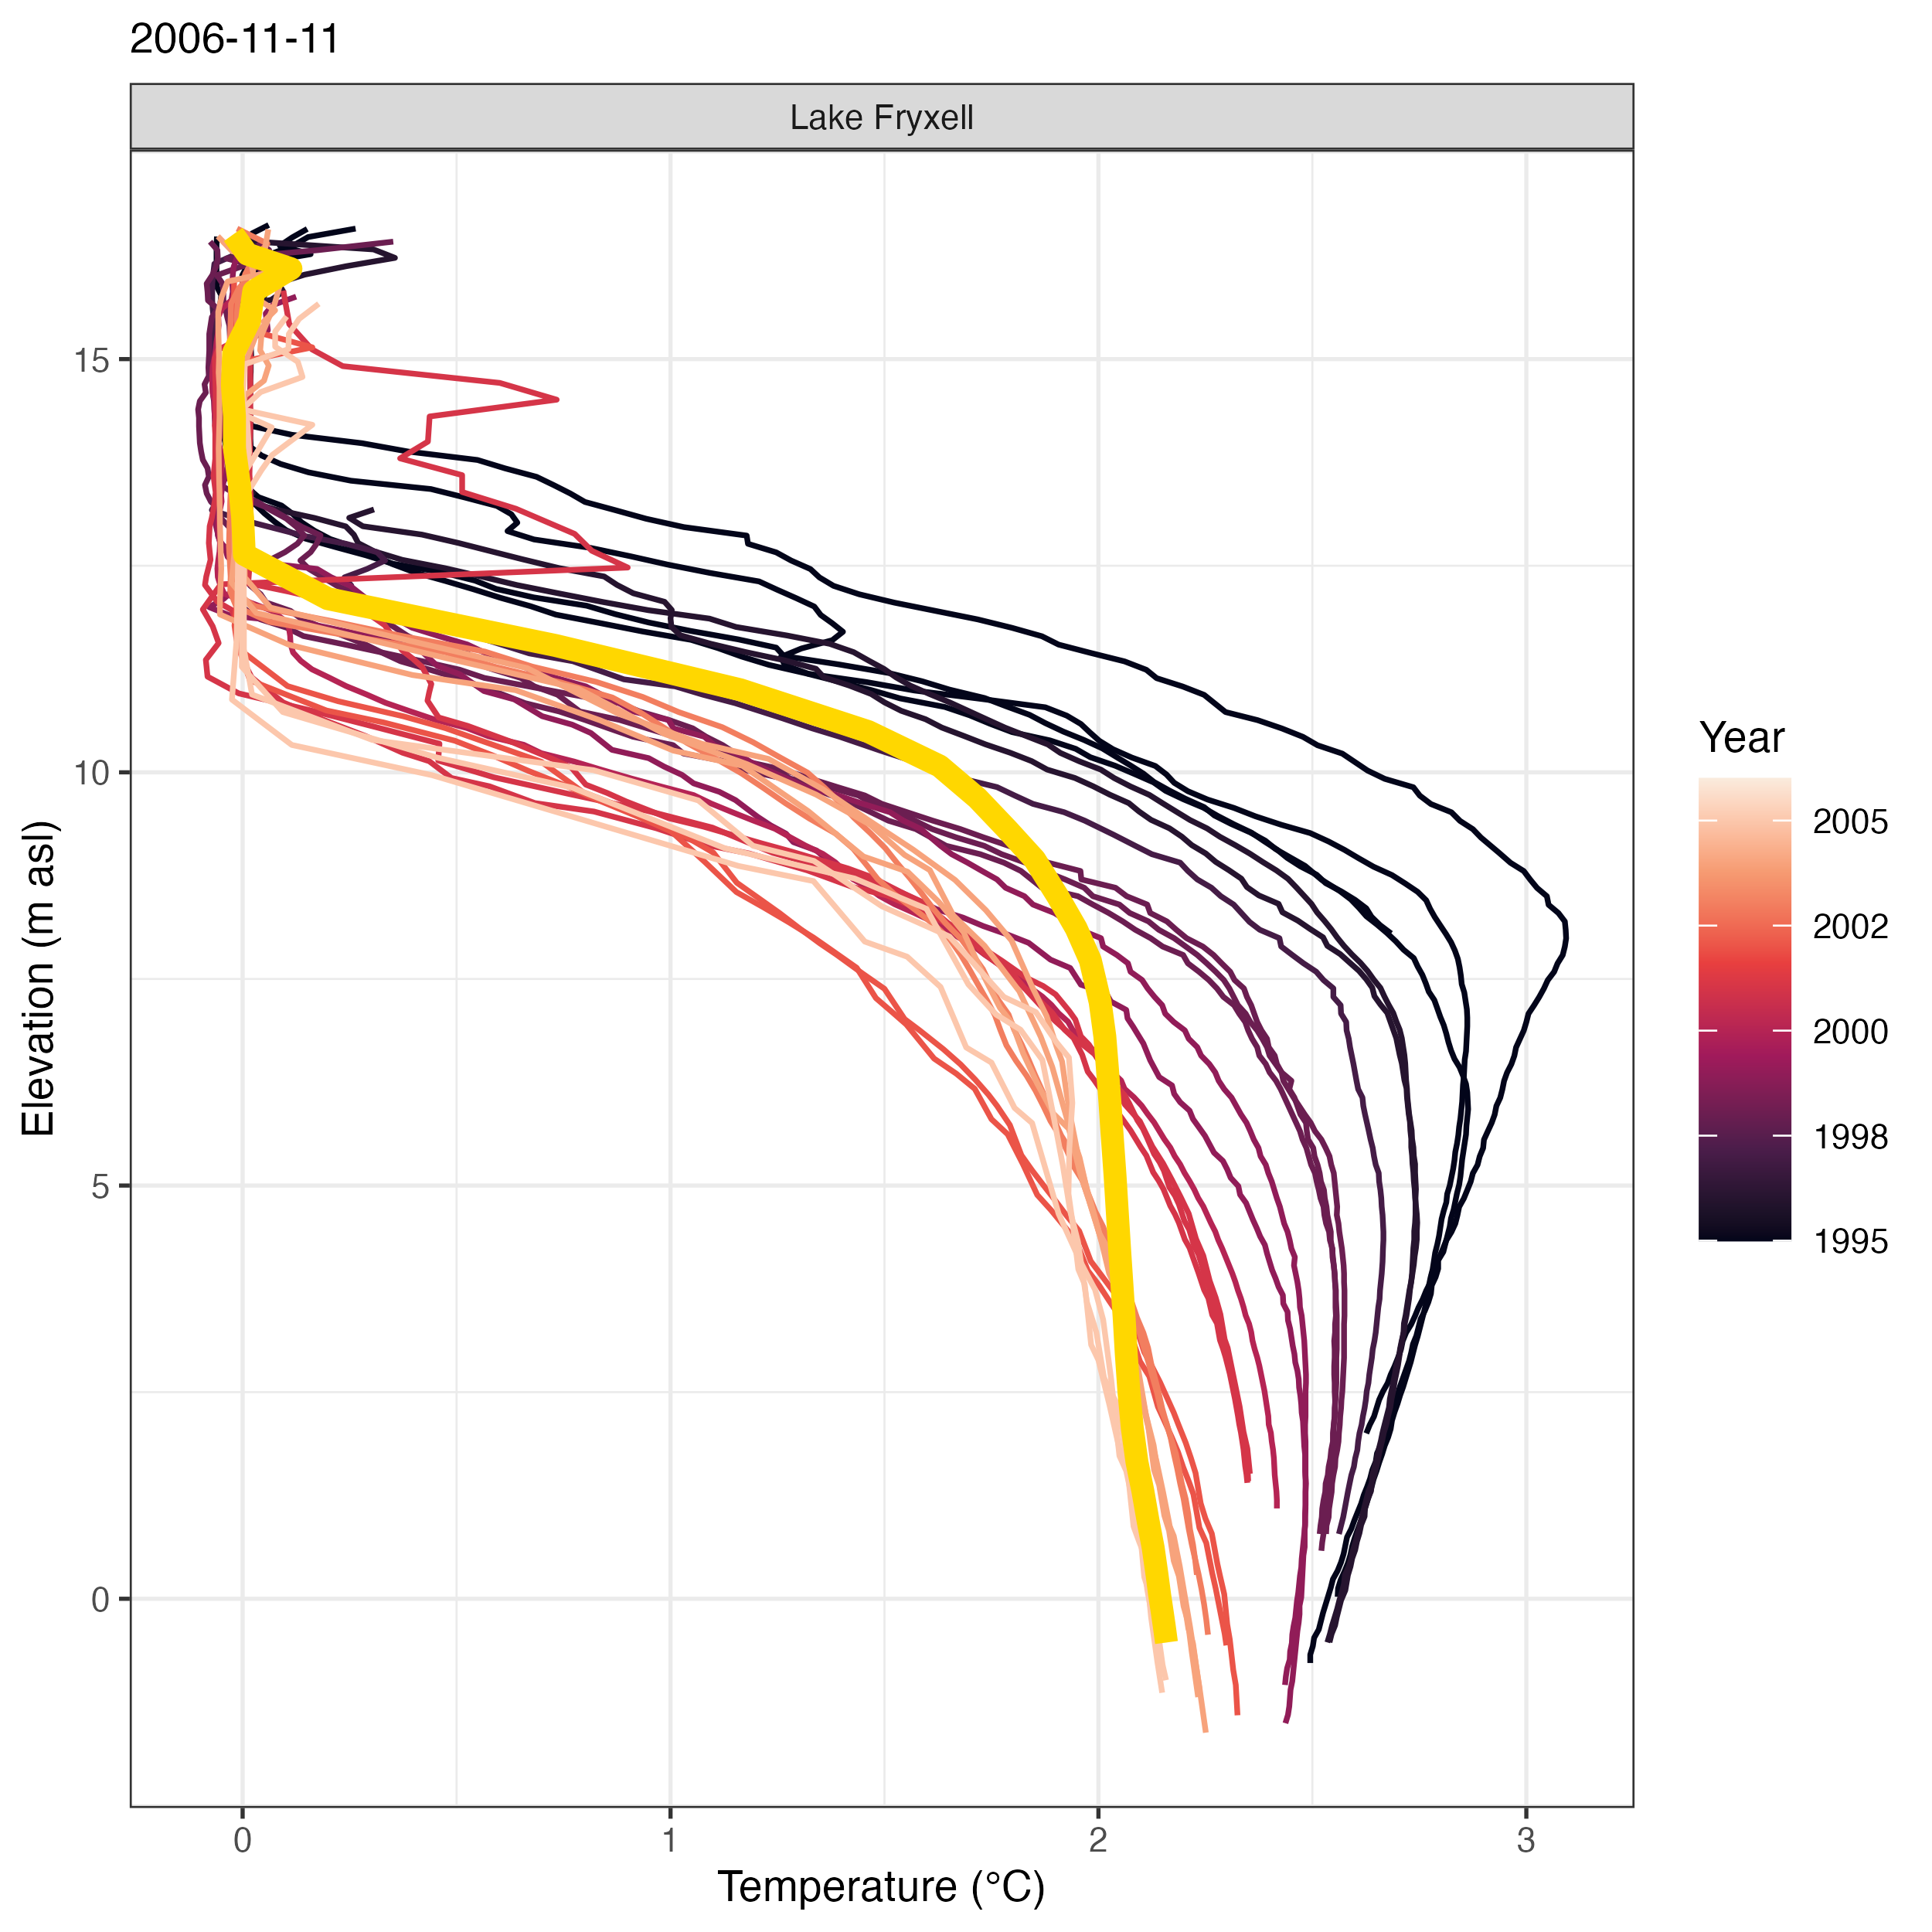 2006-11-11
Lake Fryxell
15
10
5
0
Elevation (m asl)
0 1 2 3
Temperature (°C)
Year
2005
2002
2000
1998
1995